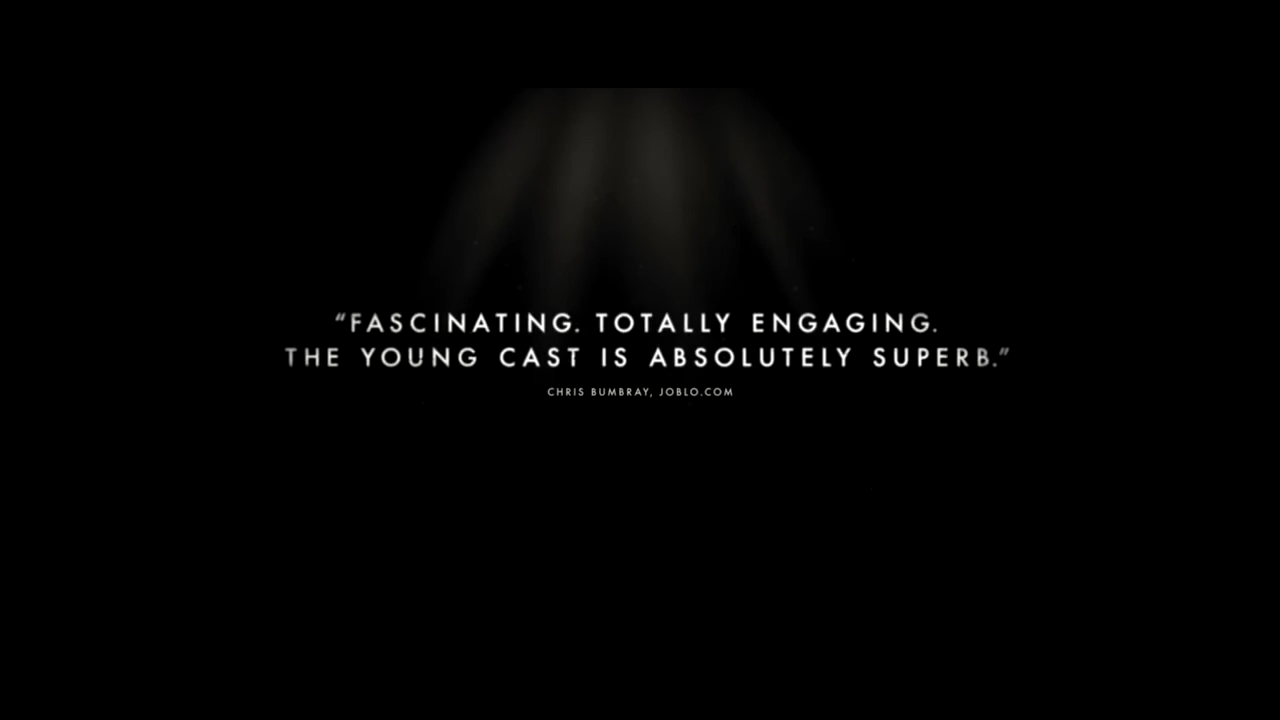 “FASCINATING. TOTALLY ENGAGING.
THE YOUNG CAST IS ABSOLUTELY SUPERB.”
CHRIS BUMBRAY, JOBLO.COM